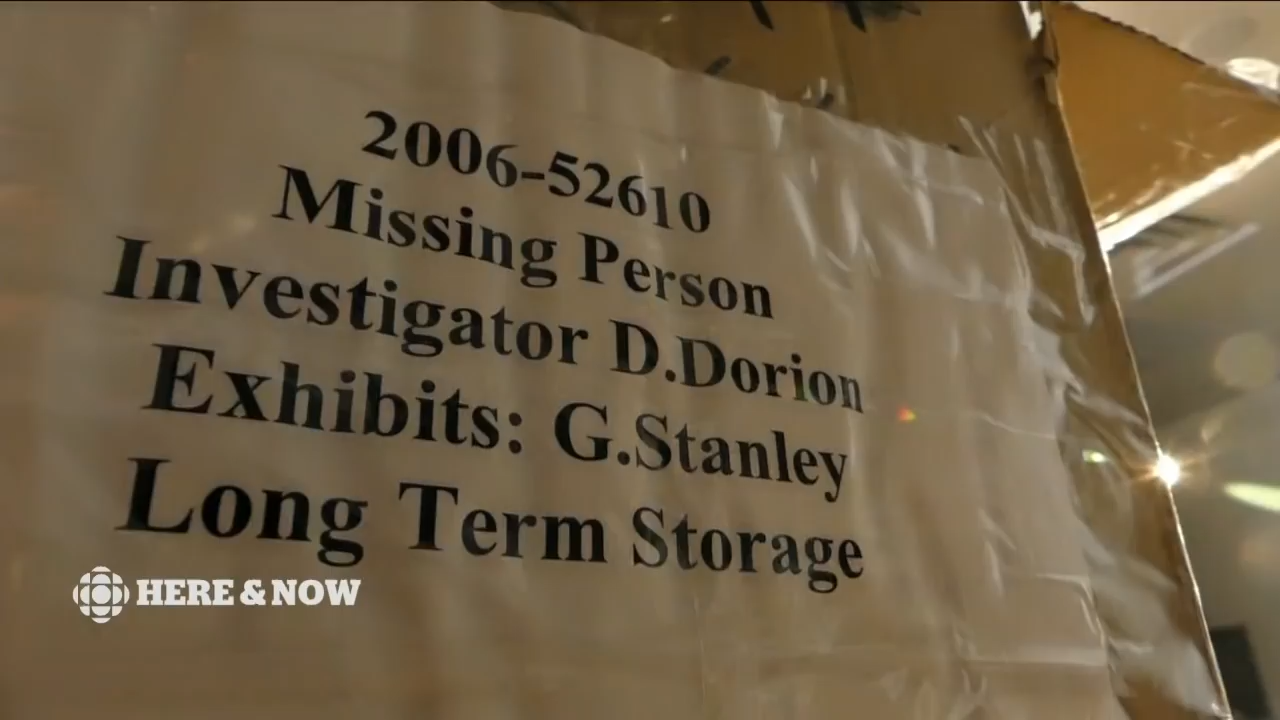 2006-52610
Missing Person
Investigator D.Dorion
Exhibits: G.Stanley
Long Term Storage
HERE & NOW